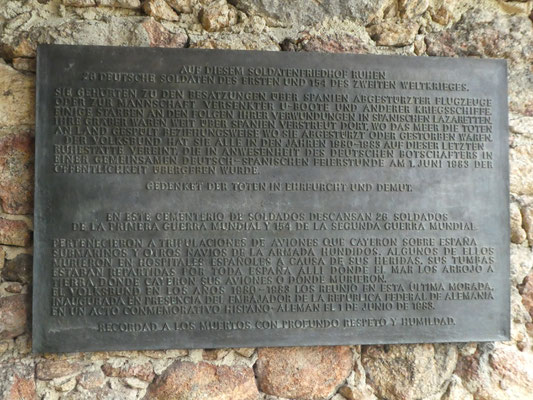 AUF DIESEM SOLDATENFRIEDHOF RUHEN
26 DEUTSCHE SOLDATEN DES ERSTEN UND 154 DES ZWEITEN WELTKRIEGES.
SIE GEHÖRTEN ZU DEN BESATZUNGEN ÜBER SPANIEN ABGESTÜRZTER FLUGZEUGE
ODER ZUR MANNSCHAFT VERSENKTER U-BOOTE UND ANDERER KRIEGSSCHIFFE.
EINIGE STARBEN AN DEN FOLGEN IHRER VERWUNDUNGEN IN SPANISCHEN LAZARETTEN.
IHRE GRÄBER WAREN WEIT ÜBER SPANIEN VERSTREUT DORT, WO DAS MEER DIE TOTEN
AN LAND GESPÜLT BEZIEHUNGSWEISE WO SIE ABGESTÜRZT ODER GESTORBEN WAREN.
DER VOLKSBUND HAT SIE ALLE IN DEN JAHREN 1980-1983 AUF DIESER LETZTEN
RUHESTÄTTE VEREINT, DIE IN ANWESENHEIT DES DEUTSCHEN BOTSCHAFTERS IN
EINER GEMEINSAMEN DEUTSCH-SPANISCHEN FEIERSTUNDE AM 1. JUNI 1983 DER
ÖFFENTLICHKEIT ÜBERGEBEN WURDE.
GEDENKET DER TOTEN IN EHRFURCHT UND DEMUT.
EN ESTE CEMENTERIO DE SOLDADOS DESCANSAN 26 SOLDADOS
DE LA PRIMERA GUERRA MUNDIAL Y 154 DE LA SEGUNDA GUERRA MUNDIAL.
PERTENECIERON A TRIPULACIONES DE AVIONES QUE CAYERON SOBRE ESPAÑA
SUBMARINOS Y OTROS NAVIOS DE LA ARMADA HUNDIDOS. ALGUNOS DE ELLOS
MURIERON EN HOSPITALES ESPAÑOLES A CAUSA DE SUS HERIDAS. SUS TUMBAS
ESTABAN REPARTIDAS POR TODA ESPAÑA ALLI DONDE EL MAR LOS ARROJO A
TIERRA, DONDE CAYERON SUS AVIONES O DONDE MURIERON.
EL VOLKSBUND EN LOS AÑOS 1980-1983 LOS REUNIO EN ESTA ULTIMA MORADA,
INAUGURADA EN PRESENCIA DEL EMBAJADOR DE LA REPUBLICA FEDERAL DE ALEMANIA
EN UN ACTO CONMEMORATIVO HISPANO-ALEMAN EL 1 DE JUNIO DE 1983.
RECORDAD A LOS MUERTOS CON PROFUNDO RESPETO Y HUMILDAD.